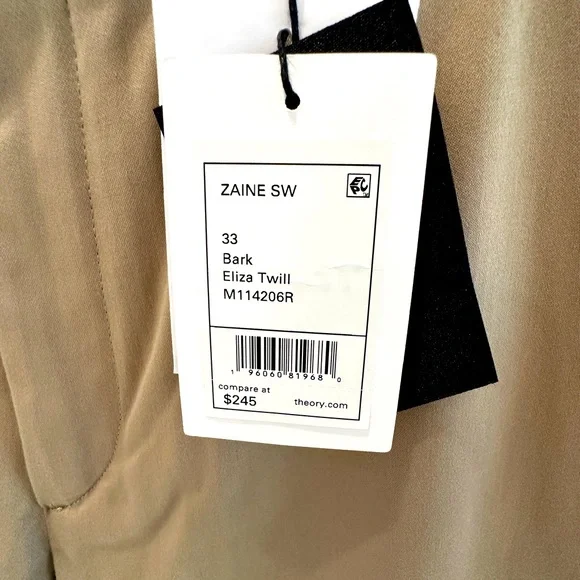 ZAINE SW
33
Bark
Eliza Twill
M114206R
1 96060 81968 0
compare at
$245
theory.com